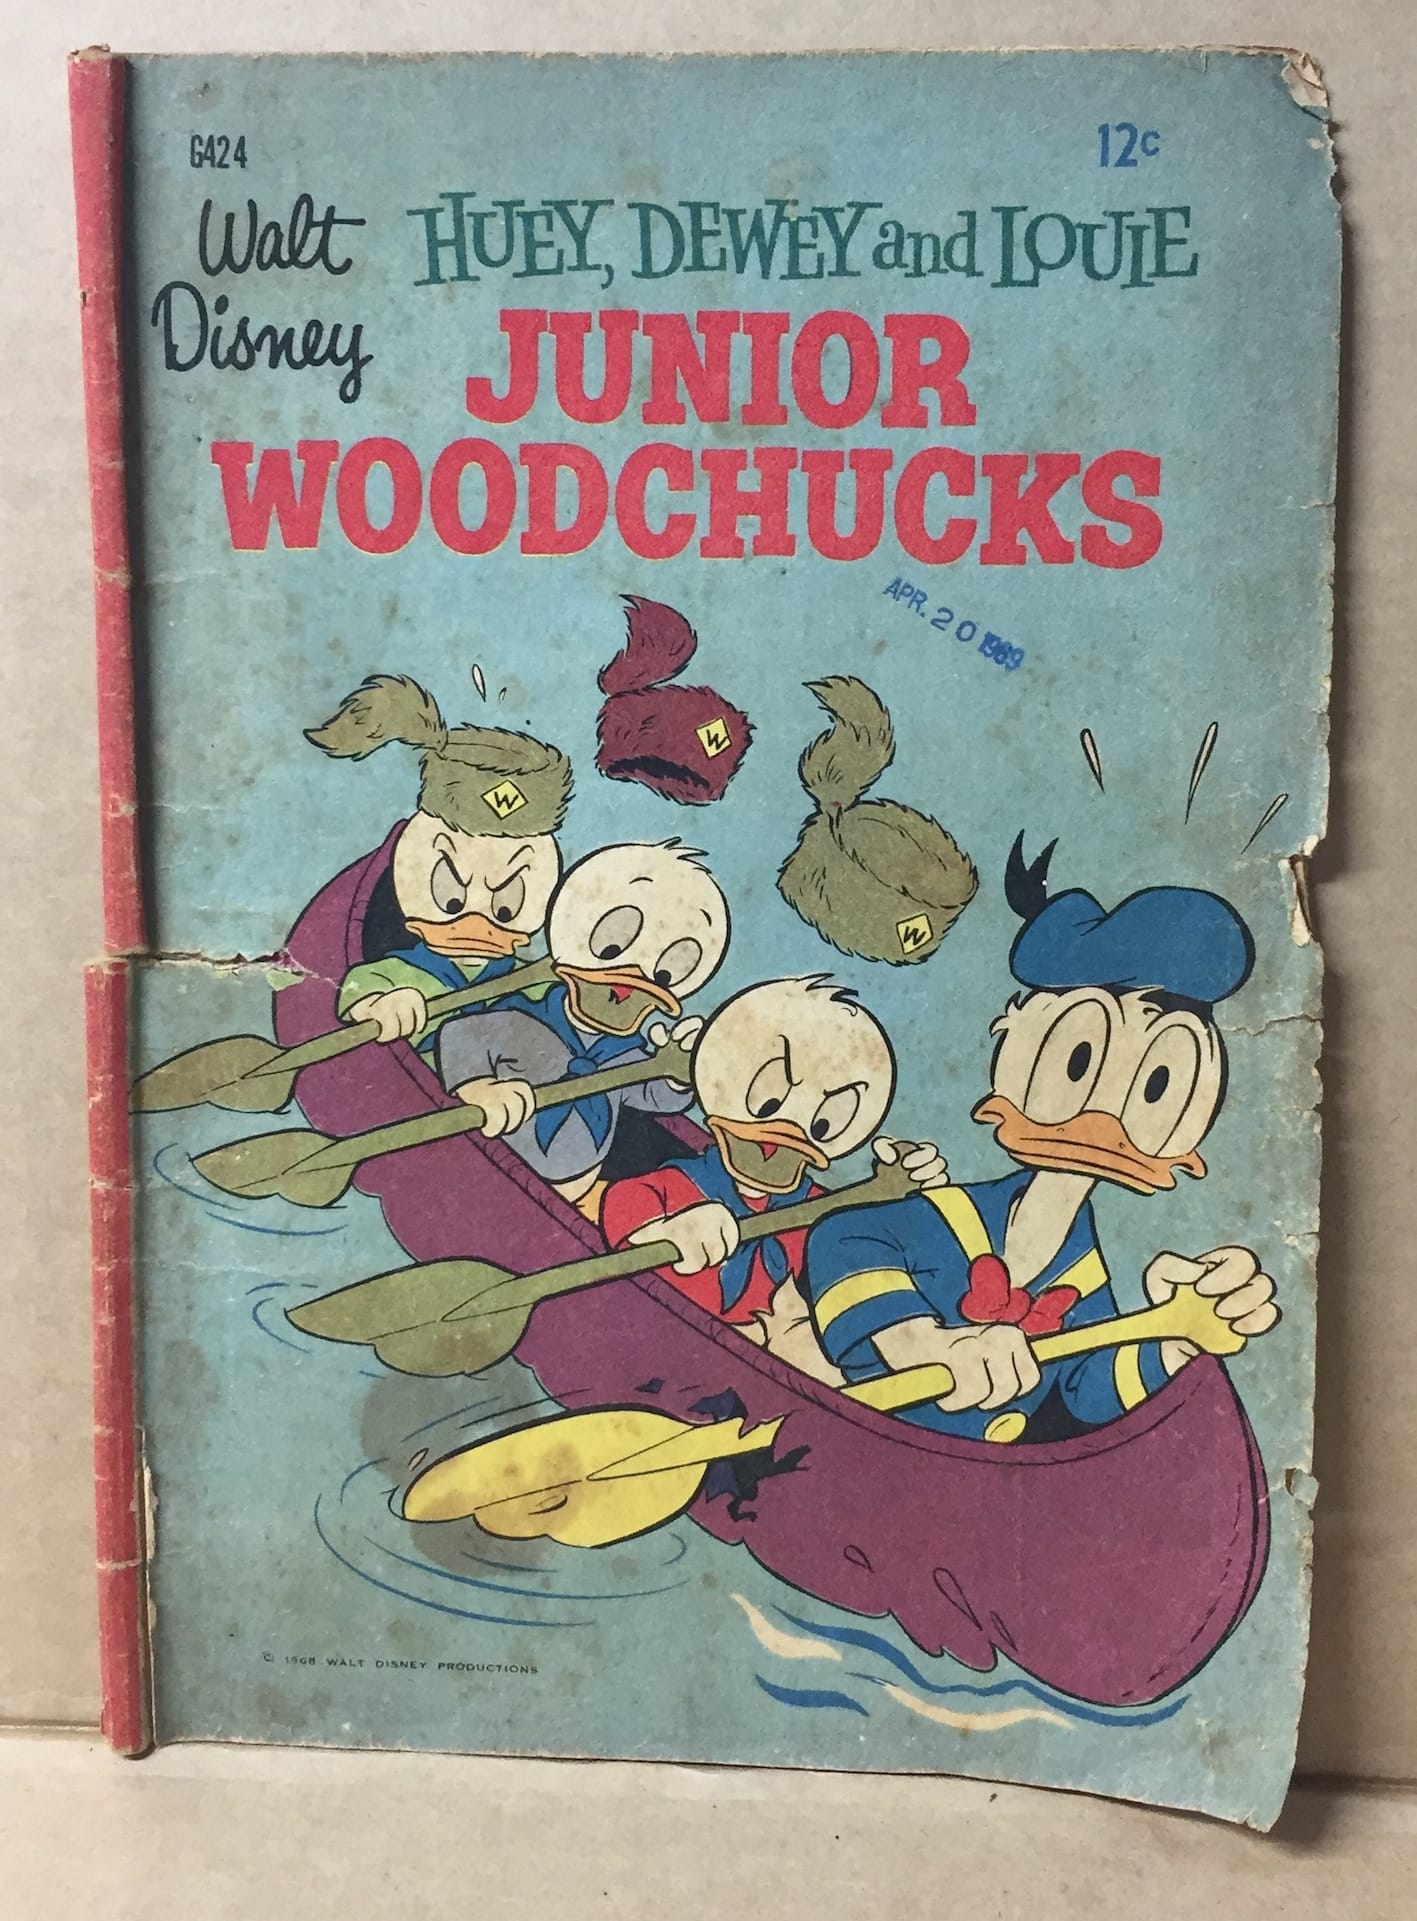 G424
12c
Walt Disney
HUEY, DEWEY and LOUIE
JUNIOR
WOODCHUCKS
APR. 20 1969
W
W
W
© 1968 WALT DISNEY PRODUCTIONS